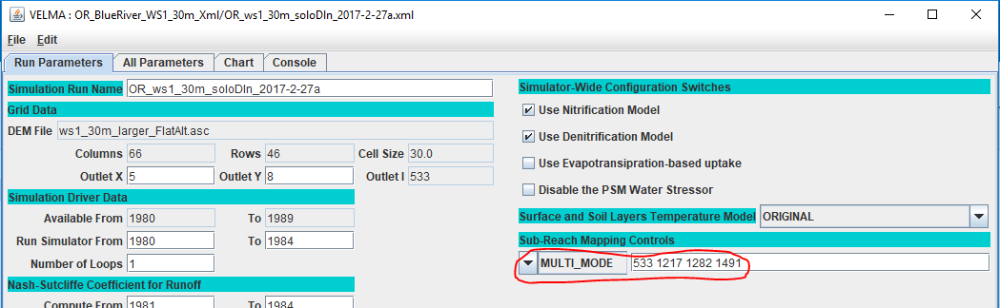 VELMA : OR_BlueRiver_WS1_30m_Xml/OR_ws1_30m_soloDIn_2017-2-27a.xml
File Edit
Run Parameters All Parameters Chart Console
Simulation Run Name OR_ws1_30m_soloDIn_2017-2-27a
Grid Data
DEM File ws1_30m_larger_FlatAlt.asc
Columns 66 Rows 46 Cell Size 30.0
Outlet X 5 Outlet Y 8 Outlet I 533
Simulation Driver Data
Available From 1980 To 1989
Run Simulator From 1980 To 1984
Number of Loops 1
Nash-Sutcliffe Coefficient for Runoff
Compute From 1981 To 1984
Simulator-Wide Configuration Switches
Use Nitrification Model
Use Denitrification Model
Use Evapotransipration-based uptake
Disable the PSM Water Stressor
Surface and Soil Layers Temperature Model ORIGINAL
Sub-Reach Mapping Controls
MULTI_MODE 533 1217 1282 1491